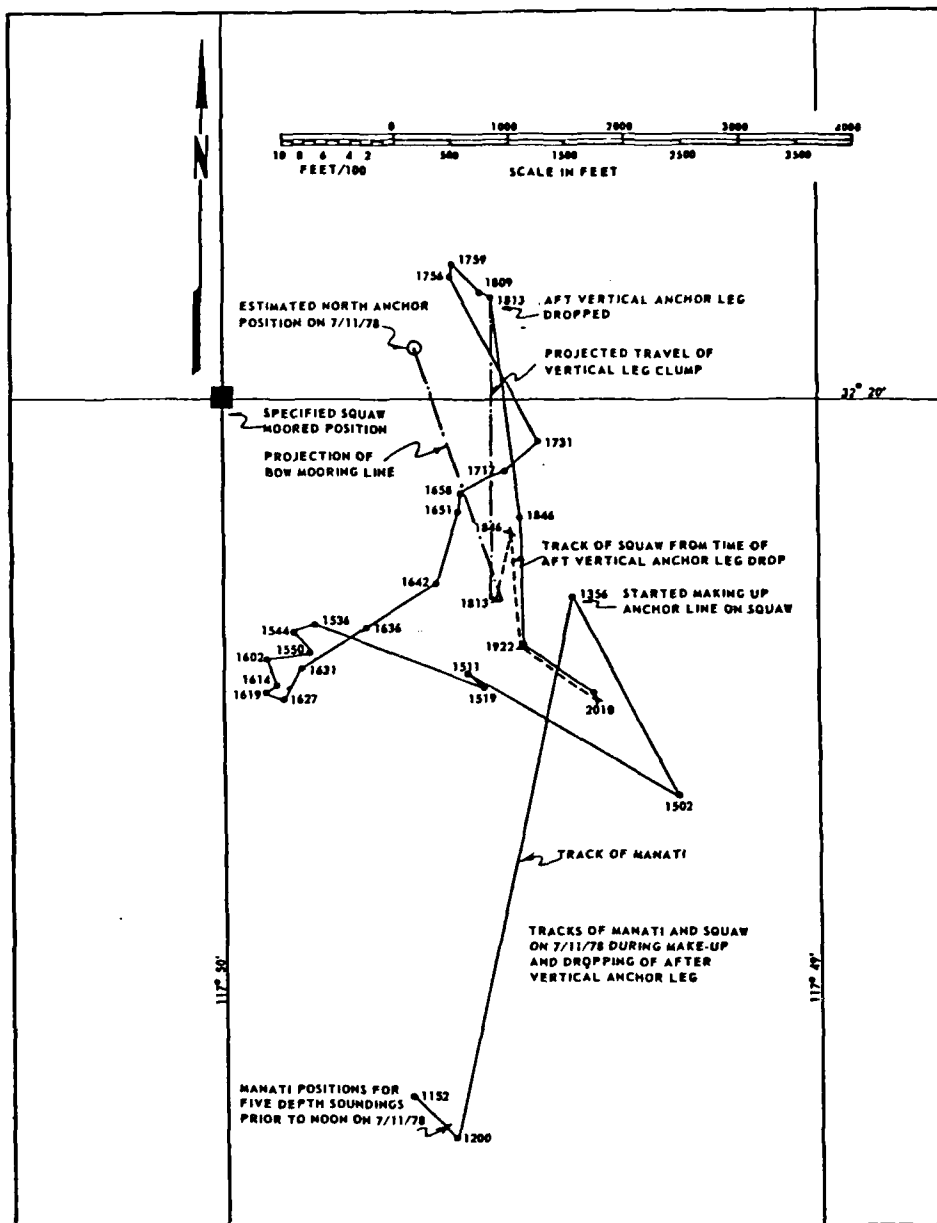 0 1000 2000 3000 4000
10 8 6 4 2 500 1500 2500 3500
FEET/100 SCALE IN FEET
N
1759
1756
1809
1813
AFT VERTICAL ANCHOR LEG
DROPPED
ESTIMATED NORTH ANCHOR
POSITION ON 7/11/78
PROJECTED TRAVEL OF
VERTICAL LEG CLUMP
32° 20'
SPECIFIED SQUAW
MOORED POSITION
PROJECTION OF
BOW MOORING LINE
1731
1717
1658
1651
1846
1846
TRACK OF SQUAW FROM TIME OF
AFT VERTICAL ANCHOR LEG DROP
1642
1813
1356
STARTED MAKING UP
ANCHOR LINE ON SQUAW
1536
1544
1636
1550
1922
1602
1631
1511
1614
1619
1627
1519
2018
1502
TRACK OF MANATI
TRACKS OF MANATI AND SQUAW
ON 7/11/78 DURING MAKE-UP
AND DROPPING OF AFTER
VERTICAL ANCHOR LEG
117° 50'
117° 49'
MANATI POSITIONS FOR
FIVE DEPTH SOUNDINGS
PRIOR TO NOON ON 7/11/78
1152
1200